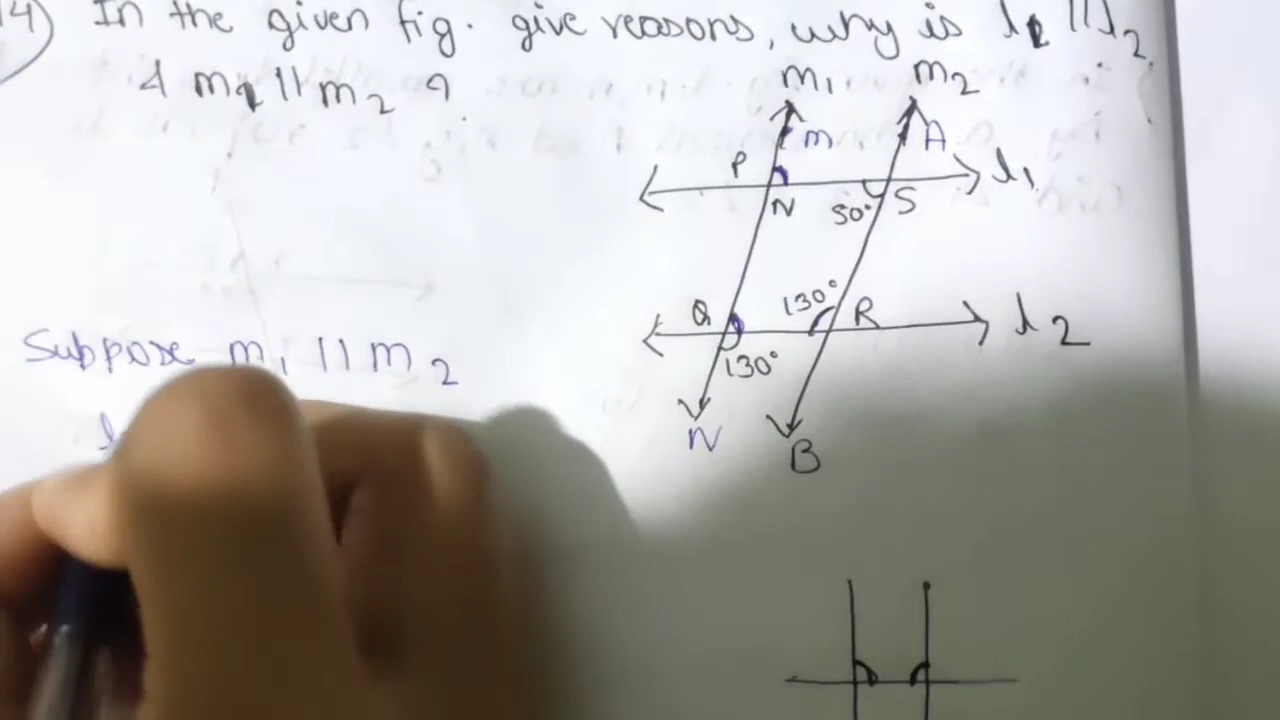 14) In the given fig. give reasons, why is l1 || l2
& m1 || m2 ?
m1 m2
m A
P l1
N 50° S
130°
Q R l2
130°
N B
Suppose m1 || m2
l